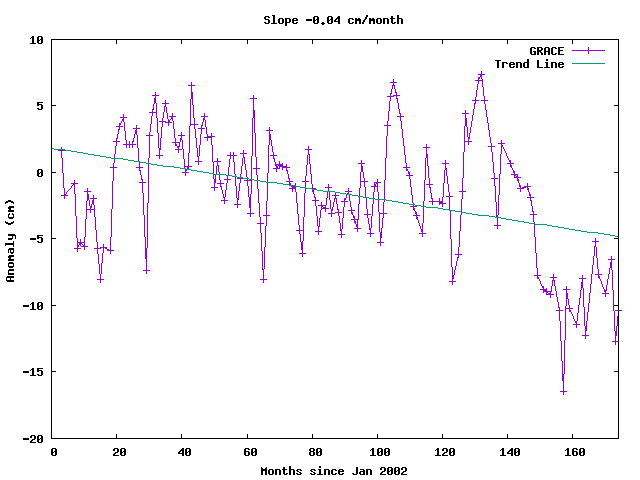 Slope -0.04 cm/month
GRACE
Trend Line
10
5
0
-5
-10
-15
-20
Anomaly (cm)
0 20 40 60 80 100 120 140 160
Months since Jan 2002